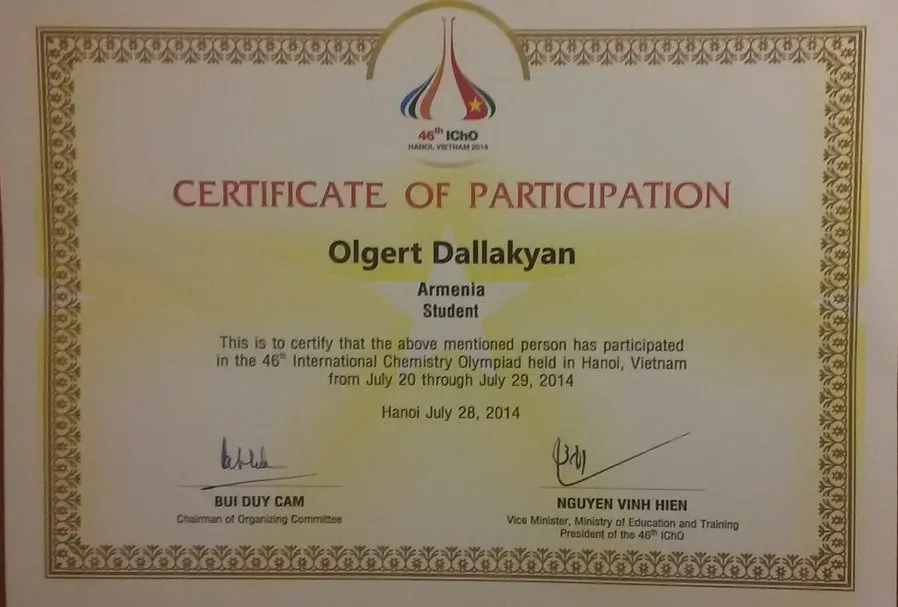 46th IChO
HANOI, VIETNAM 2014
CERTIFICATE OF PARTICIPATION
Olgert Dallakyan
Armenia
Student
This is to certify that the above mentioned person has participated
in the 46th International Chemistry Olympiad held in Hanoi, Vietnam
from July 20 through July 29, 2014
Hanoi July 28, 2014
BUI DUY CAM
Chairman of Organizing Committee
NGUYEN VINH HIEN
Vice Minister, Ministry of Education and Training
President of the 46th IChO